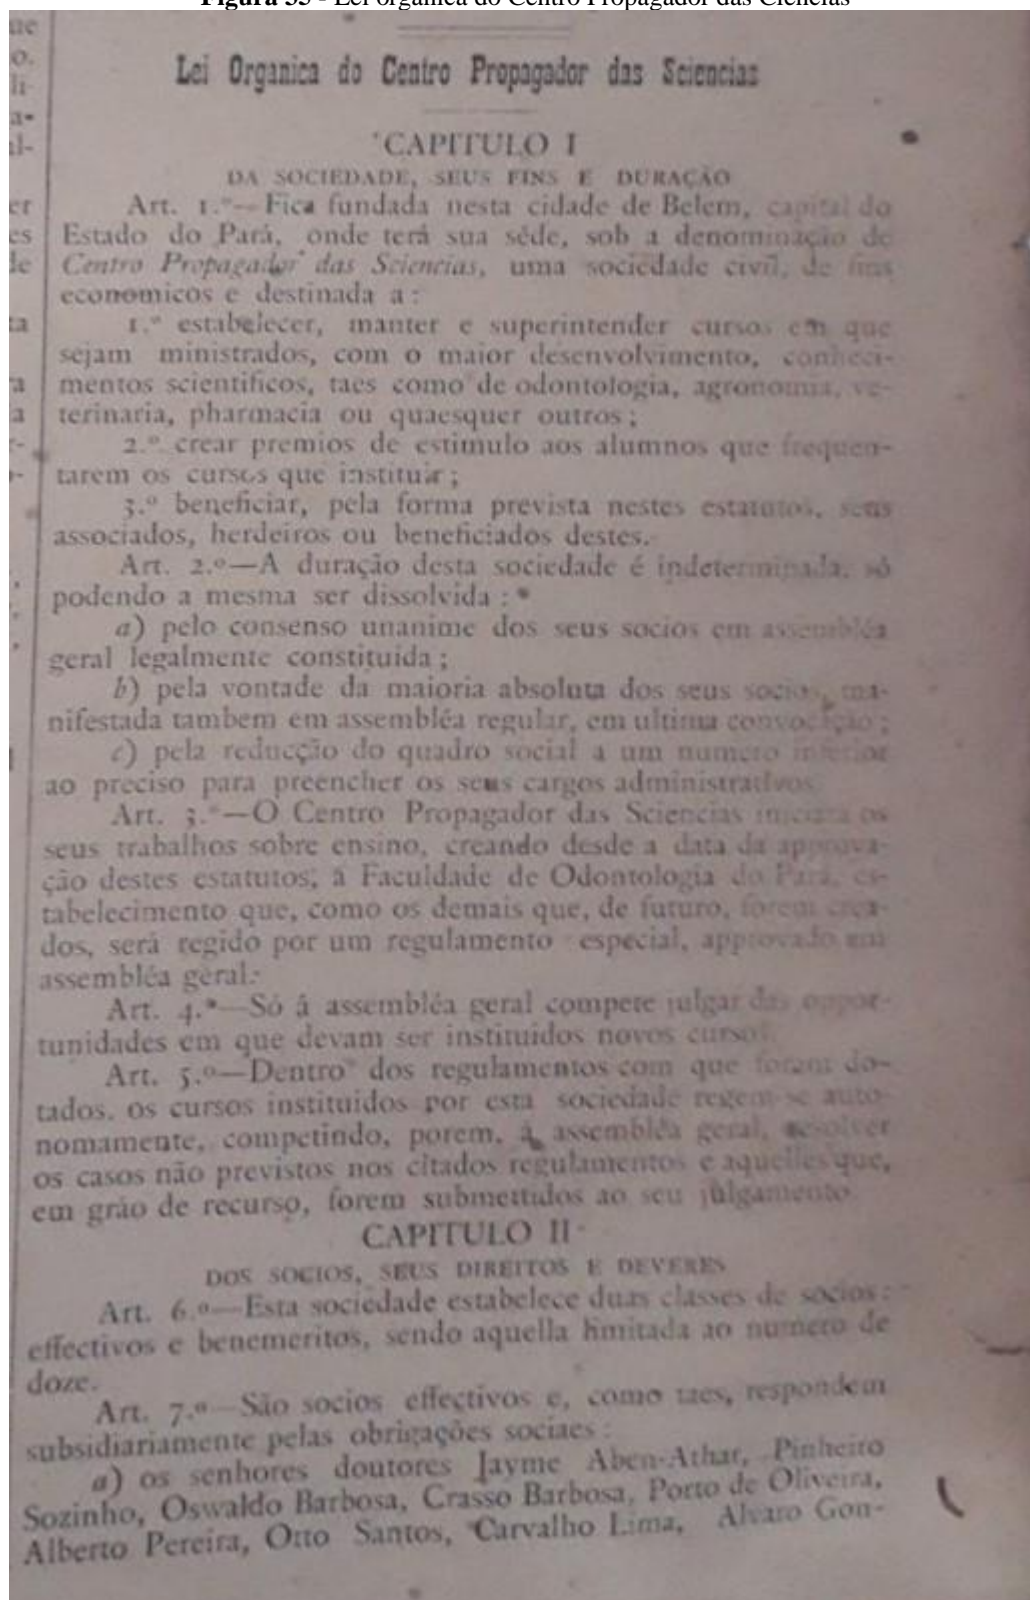 Figura 35 - Lei orgânica do Centro Propagador das Ciências
Lei Organica do Centro Propagador das Sciencias
CAPITULO I
DA SOCIEDADE, SEUS FINS E DURAÇÃO
Art. 1.º—Fica fundada nesta cidade de Belem, capital do
Estado do Pará, onde terá sua séde, sob a denominação de
Centro Propagador das Sciencias, uma sociedade civil, de fins
economicos e destinada a:
1.º estabelecer, manter e superintender cursos em que
sejam ministrados, com o maior desenvolvimento, conheci-
mentos scientificos, taes como de odontologia, agronomia, ve-
terinaria, pharmacia ou quaesquer outros;
2.º crear premios de estimulo aos alumnos que frequen-
tarem os cursos que instituir;
3.º beneficiar, pela forma prevista nestes estatutos, seus
associados, herdeiros ou beneficiados destes.
Art. 2.º—A duração desta sociedade é indeterminada, só
podendo a mesma ser dissolvida:
a) pelo consenso unanime dos seus socios em assembléa
geral legalmente constituida;
b) pela vontade da maioria absoluta dos seus socios, ma-
nifestada tambem em assembléa regular, em ultima convocação;
c) pela reducção do quadro social a um numero inferior
ao preciso para preencher os seus cargos administrativos.
Art. 3.º—O Centro Propagador das Sciencias iniciará os
seus trabalhos sobre ensino, creando desde a data da approva-
ção destes estatutos, a Faculdade de Odontologia do Pará, es-
tabelecimento que, como os demais que, de futuro, forem crea-
dos, será regido por um regulamento especial, approvado em
assembléa geral.
Art. 4.º—Só á assembléa geral compete julgar das oppor-
tunidades em que devam ser instituidos novos cursos.
Art. 5.º—Dentro dos regulamentos com que forem do-
tados, os cursos instituidos por esta sociedade regem-se auto-
nomamente, competindo, porem, á assembléa geral, resolver
os casos não previstos nos citados regulamentos e aquelles que,
em gráo de recurso, forem submettidos ao seu julgamento.
CAPITULO II
DOS SOCIOS, SEUS DIREITOS E DEVERES
Art. 6.º—Esta sociedade estabelece duas classes de socios:
effectivos e benemeritos, sendo aquella limitada ao numero de
doze.
Art. 7.º—São socios effectivos e, como taes, respondem
subsidiariamente pelas obrigações sociaes:
a) os senhores doutores Jayme Aben-Athar, Pinheiro
Sozinho, Oswaldo Barbosa, Crasso Barbosa, Porto de Oliveira,
Alberto Pereira, Otto Santos, Carvalho Lima, Alvaro Gon-